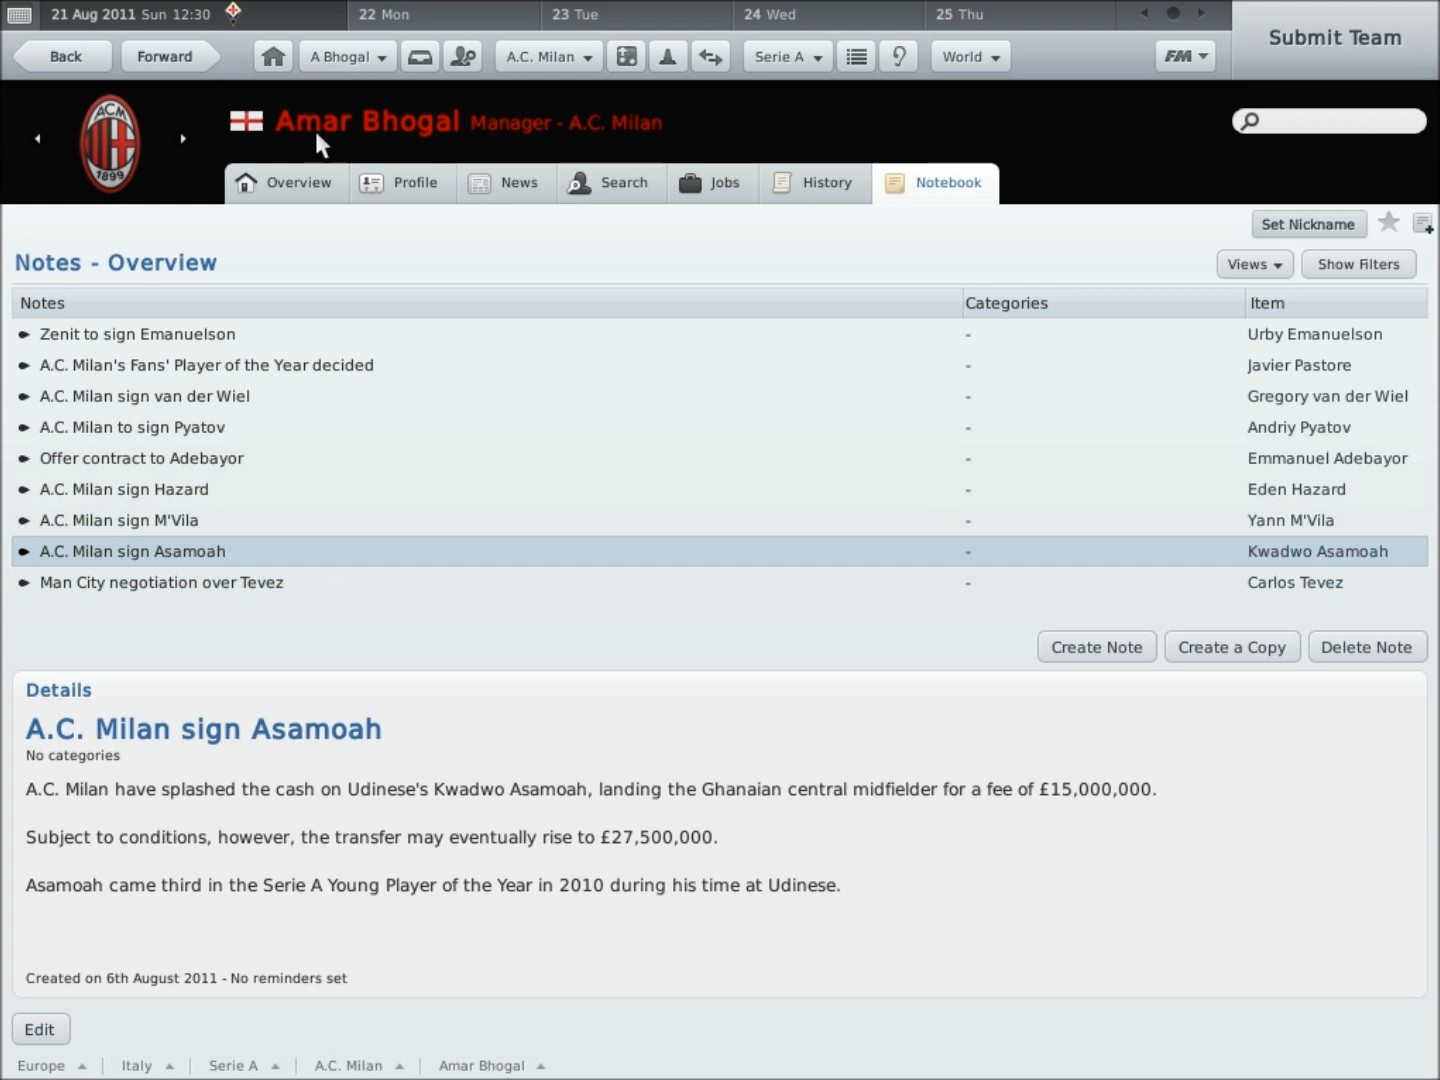 21 Aug 2011 Sun 12:30
22 Mon
23 Tue
24 Wed
25 Thu
Submit Team
Back
Forward
A Bhogal
A.C. Milan
Serie A
World
FM
ACM
1899
Amar Bhogal Manager - A.C. Milan
Overview
Profile
News
Search
Jobs
History
Notebook
Set Nickname
Notes - Overview
Views
Show Filters
Notes Categories Item
Zenit to sign Emanuelson - Urby Emanuelson
A.C. Milan's Fans' Player of the Year decided - Javier Pastore
A.C. Milan sign van der Wiel - Gregory van der Wiel
A.C. Milan to sign Pyatov - Andriy Pyatov
Offer contract to Adebayor - Emmanuel Adebayor
A.C. Milan sign Hazard - Eden Hazard
A.C. Milan sign M'Vila - Yann M'Vila
A.C. Milan sign Asamoah - Kwadwo Asamoah
Man City negotiation over Tevez - Carlos Tevez
Create Note
Create a Copy
Delete Note
Details
A.C. Milan sign Asamoah
No categories
A.C. Milan have splashed the cash on Udinese's Kwadwo Asamoah, landing the Ghanaian central midfielder for a fee of £15,000,000.
Subject to conditions, however, the transfer may eventually rise to £27,500,000.
Asamoah came third in the Serie A Young Player of the Year in 2010 during his time at Udinese.
Created on 6th August 2011 - No reminders set
Edit
Europe
Italy
Serie A
A.C. Milan
Amar Bhogal